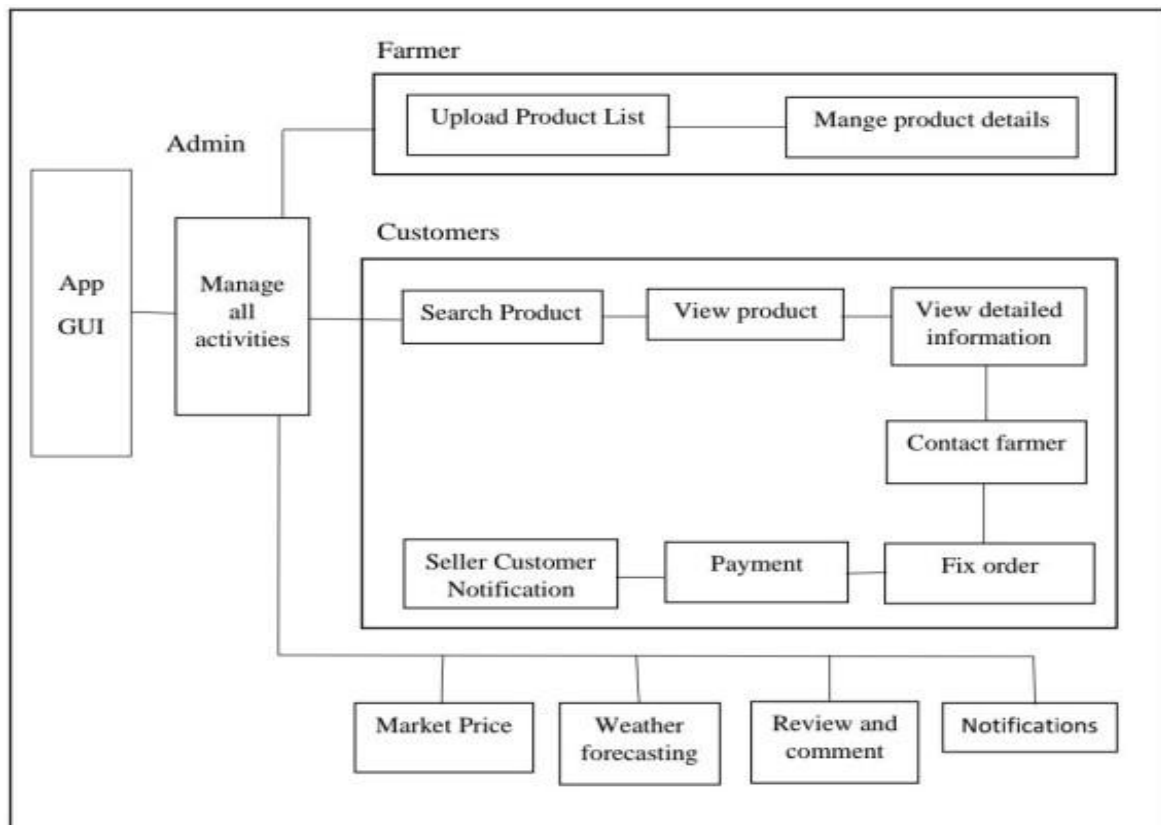 Farmer
Upload Product List
Mange product details
Admin
App
GUI
Manage
all
activities
Customers
Search Product
View product
View detailed
information
Contact farmer
Fix order
Payment
Seller Customer
Notification
Market Price
Weather
forecasting
Review and
comment
Notifications